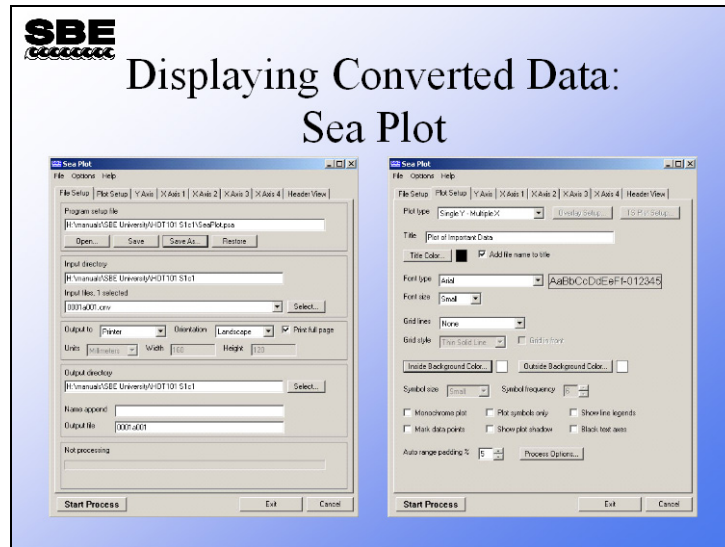 SBE
Displaying Converted Data:
Sea Plot
Sea Plot
File Options Help
File Setup Plot Setup Y Axis X Axis 1 X Axis 2 X Axis 3 X Axis 4 Header View
Program setup file
H:\manuals\SBE University\HDT101 S1c1\SeaPlot.psa
Open... Save Save As... Restore
Input directory
H:\manuals\SBE University\HDT101 S1c1
Input files, 1 selected
0001a001.cnv Select...
Output to Printer Orientation Landscape Print full page
Units Millimeters Width 160 Height 120
Output directory
H:\manuals\SBE University\HDT101 S1c1 Select...
Name append
Output file 0001a001
Not processing
Start Process Exit Cancel
Sea Plot
File Options Help
File Setup Plot Setup Y Axis X Axis 1 X Axis 2 X Axis 3 X Axis 4 Header View
Plot type Single Y - Multiple X Overlay Setup... TS Plot Setup...
Title Plot of Important Data
Title Color... Add file name to title
Font type Arial AaBbCcDdEeFf-012345
Font size Small
Grid lines None
Grid style Thin Solid Line Grid in front
Inside Background Color... Outside Background Color...
Symbol size Small Symbol frequency
Monochrome plot Plot symbols only Show line legends
Mark data points Show plot shadow Black text axes
Auto range padding % 5 Process Options...
Start Process Exit Cancel